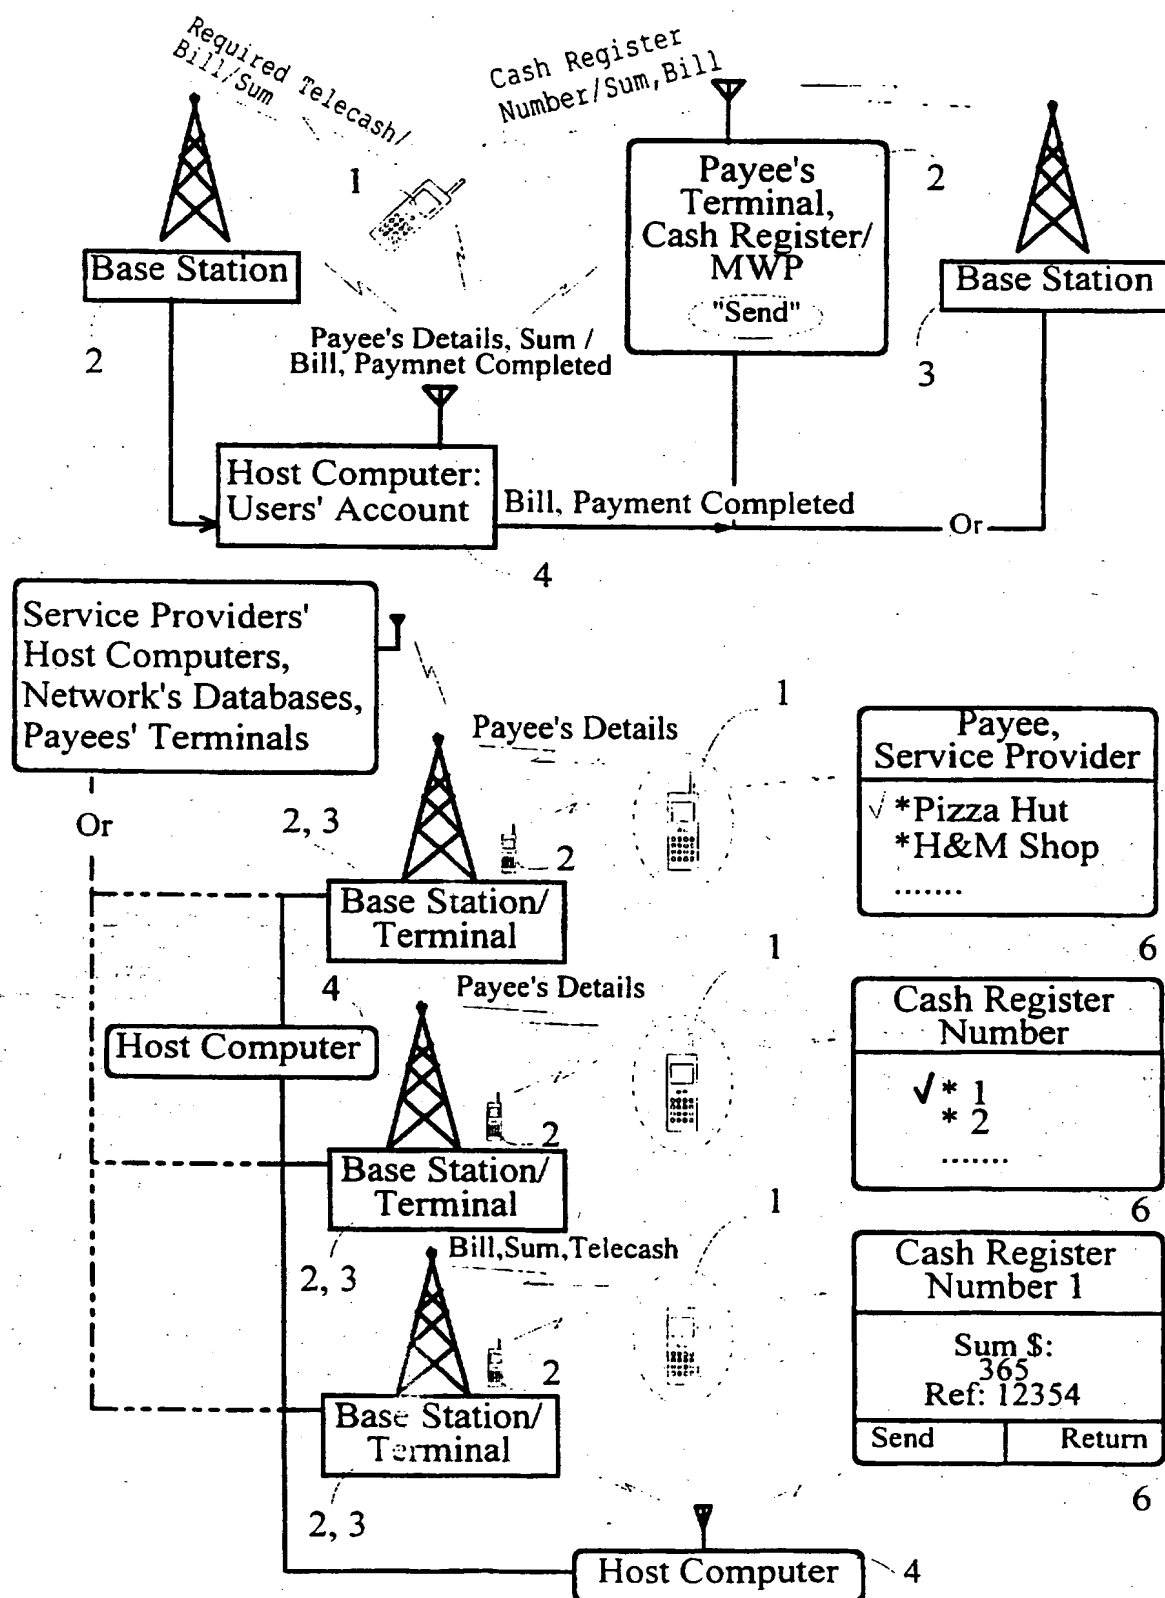 Required Telecash/
Bill/Sum
Cash Register
Number/Sum,Bill
1
Payee's
Terminal,
Cash Register/
MWP
"Send"
2
Base Station
2
Base Station
3
Payee's Details, Sum /
Bill, Paymnet Completed
Host Computer:
Users' Account
Bill, Payment Completed
Or
4
Service Providers'
Host Computers,
Network's Databases,
Payees' Terminals
Or
Payee's Details
1
2, 3
2
Base Station/
Terminal
Payee,
Service Provider
√ *Pizza Hut
*H&M Shop
.......
6
4
Host Computer
Payee's Details
1
2
Base Station/
Terminal
2, 3
Cash Register
Number
√ * 1
* 2
.......
6
Bill,Sum,Telecash
1
2
Base Station/
Terminal
2, 3
Cash Register
Number 1
Sum $:
365
Ref: 12354
Send
Return
6
Host Computer
4